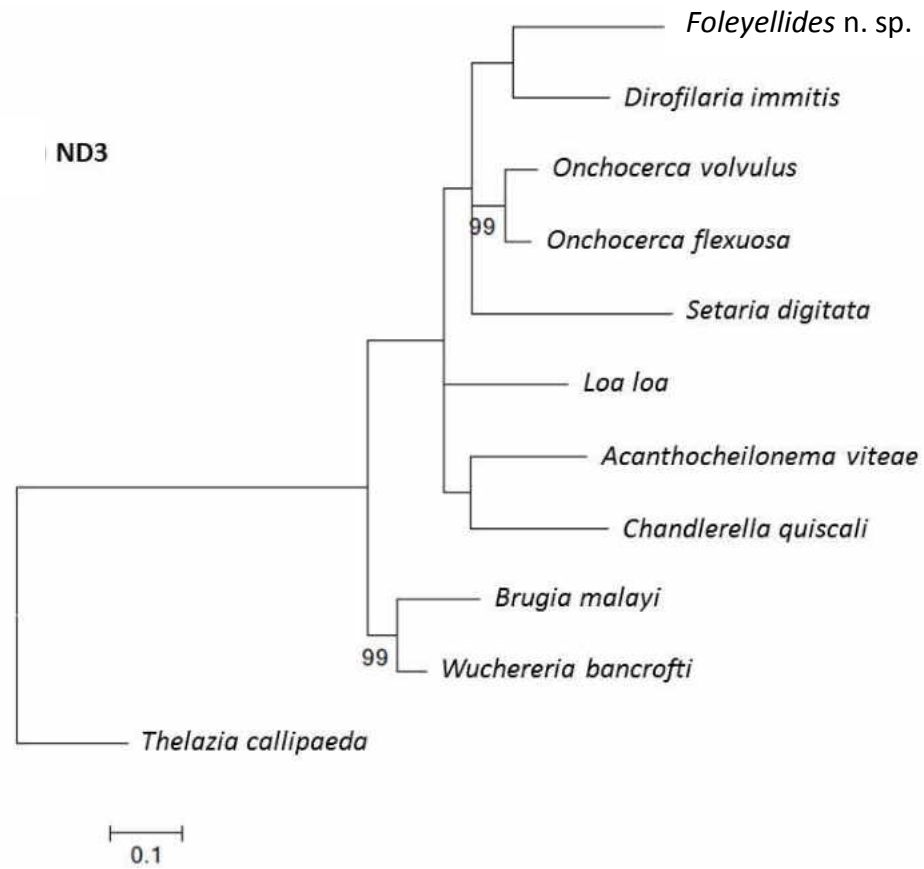 Foleyellides n. sp.
Dirofilaria immitis
ND3
Onchocerca volvulus
99
Onchocerca flexuosa
Setaria digitata
Loa loa
Acanthocheilonema viteae
Chandlerella quiscali
Brugia malayi
99
Wuchereria bancrofti
Thelazia callipaeda
0.1